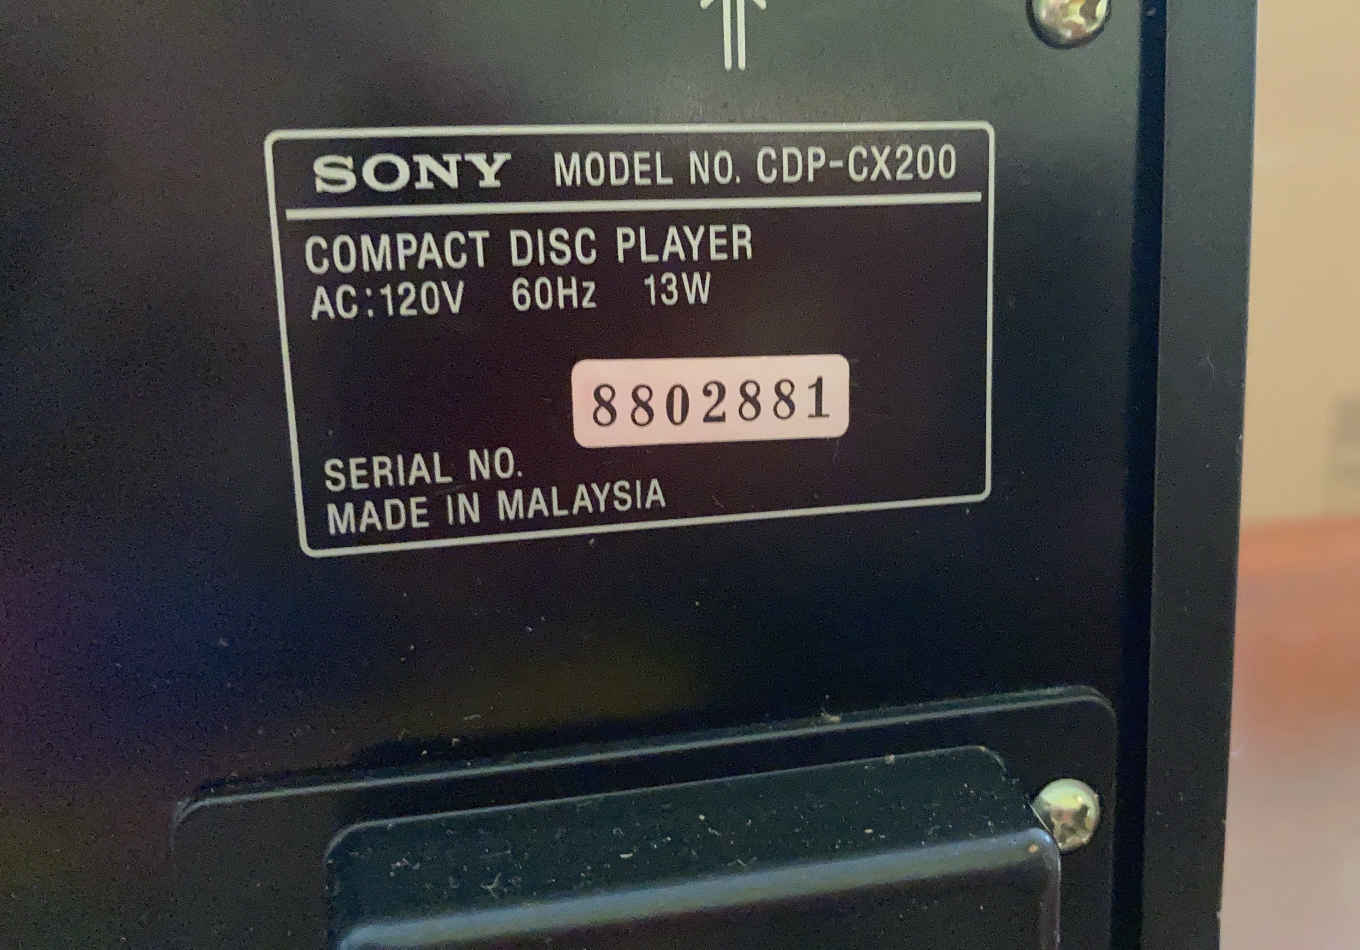 SONY MODEL NO. CDP-CX200
COMPACT DISC PLAYER
AC:120V 60Hz 13W
8802881
SERIAL NO.
MADE IN MALAYSIA